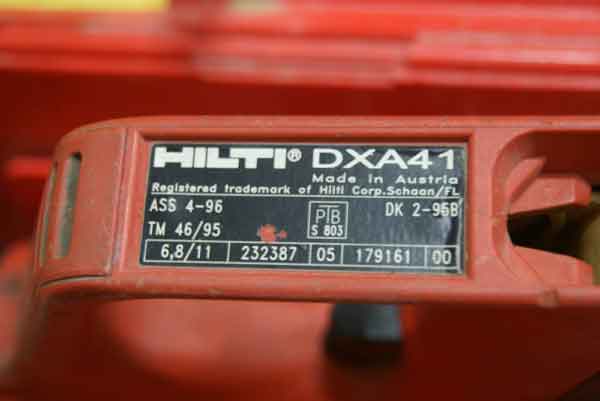 HILTI® DXA41
Made in Austria
Registered trademark of Hilti Corp.Schaan/FL
ASS 4-96 PTB DK 2-96B
TM 46/95 S 803
6,8/11 232387 05 179161 00